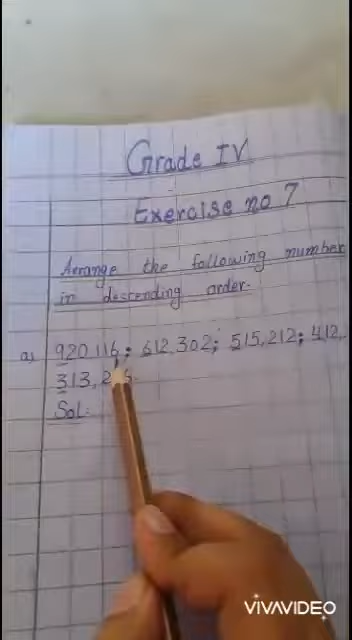 Grade IV
Exercise no 7
Arrange the following number
in descending order.
a) 920,116; 612,302; 515,212; 412,
313,2
Sol:
VIVAVIDEO